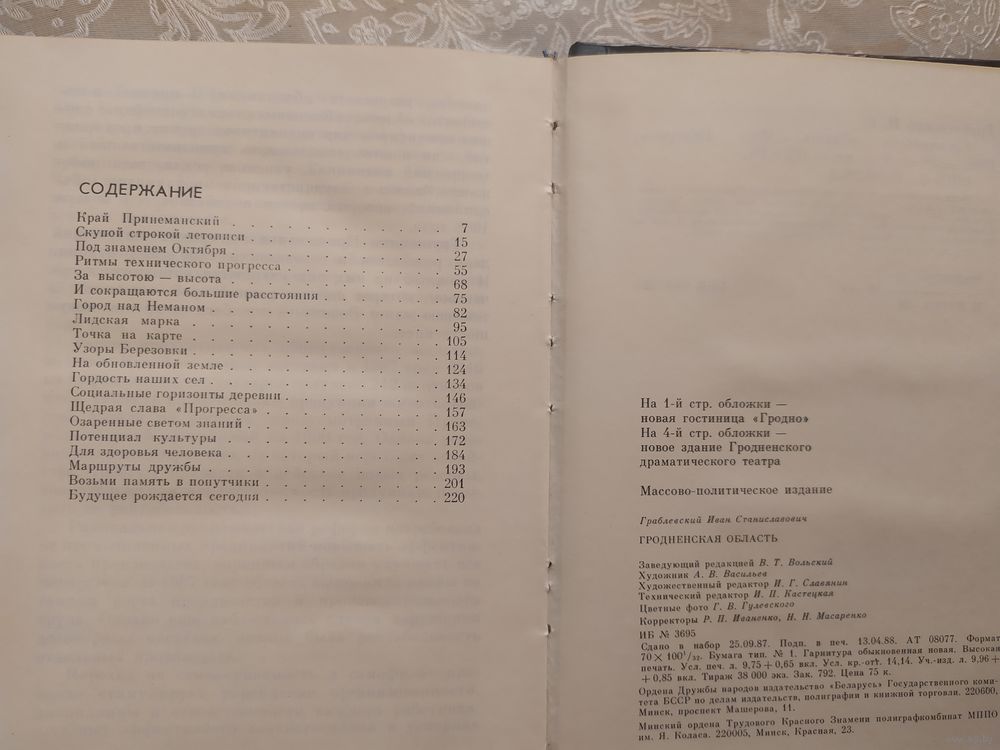 СОДЕРЖАНИЕ
Край Принеманский . . . . . . . . . . . 7
Скупой строкой летописи . . . . . . . . . . 15
Под знаменем Октября . . . . . . . . . . 27
Ритмы технического прогресса . . . . . . . . 55
За высотою — высота . . . . . . . . . . 68
И сокращаются большие расстояния . . . . . . 75
Город над Неманом . . . . . . . . . . . 82
Лидская марка . . . . . . . . . . . . 95
Точка на карте . . . . . . . . . . . . 105
Узоры Березовки . . . . . . . . . . . . 114
На обновленной земле . . . . . . . . . . 124
Гордость наших сел . . . . . . . . . . . 134
Социальные горизонты деревни . . . . . . . . 146
Щедрая слава «Прогресса» . . . . . . . . . 157
Озаренные светом знаний . . . . . . . . . 163
Потенциал культуры . . . . . . . . . . 172
Для здоровья человека . . . . . . . . . . 184
Маршруты дружбы . . . . . . . . . . . 193
Возьми память в попутчики . . . . . . . . 201
Будущее рождается сегодня . . . . . . . . 220
На 1-й стр. обложки —
новая гостиница «Гродно»
На 4-й стр. обложки —
новое здание Гродненского
драматического театра
Массово-политическое издание
Граблевский Иван Станиславович
ГРОДНЕНСКАЯ ОБЛАСТЬ
Заведующий редакцией В. Т. Вольский
Художник А. В. Васильев
Художественный редактор И. Г. Славянин
Технический редактор И. П. Кастецкая
Цветные фото Г. В. Гулевского
Корректоры Р. П. Иваненко, Н. Н. Масаренко
ИБ № 3695
Сдано в набор 25.09.87. Подп. в печ. 13.04.88. АТ 08077. Формат
70×100¹/₃₂. Бумага тип. № 1. Гарнитура обыкновенная новая. Высокая
печать. Усл. печ. л. 9,75+0,65 вкл. Усл. кр.-отт. 14,14. Уч.-изд. л. 9,96+
+0,85 вкл. Тираж 38 000 экз. Зак. 792. Цена 75 к.
Ордена Дружбы народов издательство «Беларусь» Государственного коми-
тета БССР по делам издательств, полиграфии и книжной торговли. 220600,
Минск, проспект Машерова, 11.
Минский ордена Трудового Красного Знамени полиграфкомбинат МППО
им. Я. Коласа. 220005, Минск, Красная, 23.